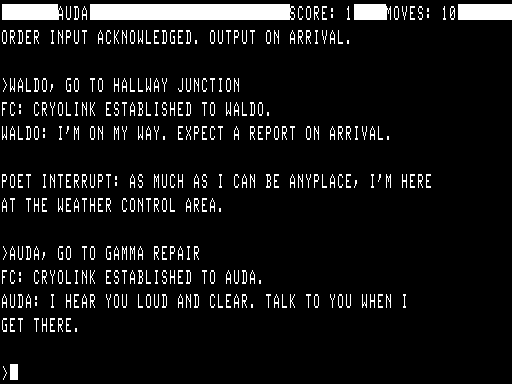 AUDA SCORE: 1 MOVES: 10
ORDER INPUT ACKNOWLEDGED. OUTPUT ON ARRIVAL.
>WALDO, GO TO HALLWAY JUNCTION
FC: CRYOLINK ESTABLISHED TO WALDO.
WALDO: I'M ON MY WAY. EXPECT A REPORT ON ARRIVAL.
POET INTERRUPT: AS MUCH AS I CAN BE ANYPLACE, I'M HERE
AT THE WEATHER CONTROL AREA.
>AUDA, GO TO GAMMA REPAIR
FC: CRYOLINK ESTABLISHED TO AUDA.
AUDA: I HEAR YOU LOUD AND CLEAR. TALK TO YOU WHEN I
GET THERE.
>